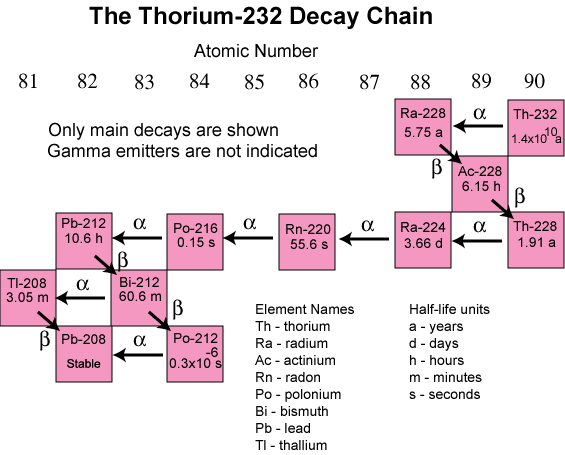 The Thorium-232 Decay Chain
Atomic Number
81 82 83 84 85 86 87 88 89 90
Only main decays are shown
Gamma emitters are not indicated
Ra-228
5.75 a
α
Th-232
1.4x10 10 a
β
Ac-228
6.15 h
β
Pb-212
10.6 h
α
Po-216
0.15 s
α
Rn-220
55.6 s
α
Ra-224
3.66 d
α
Th-228
1.91 a
β
Tl-208
3.05 m
α
Bi-212
60.6 m
β
β
Pb-208
Stable
α
Po-212
-6
0.3x10 s
Element Names
Th - thorium
Ra - radium
Ac - actinium
Rn - radon
Po - polonium
Bi - bismuth
Pb - lead
Tl - thallium
Half-life units
a - years
d - days
h - hours
m - minutes
s - seconds